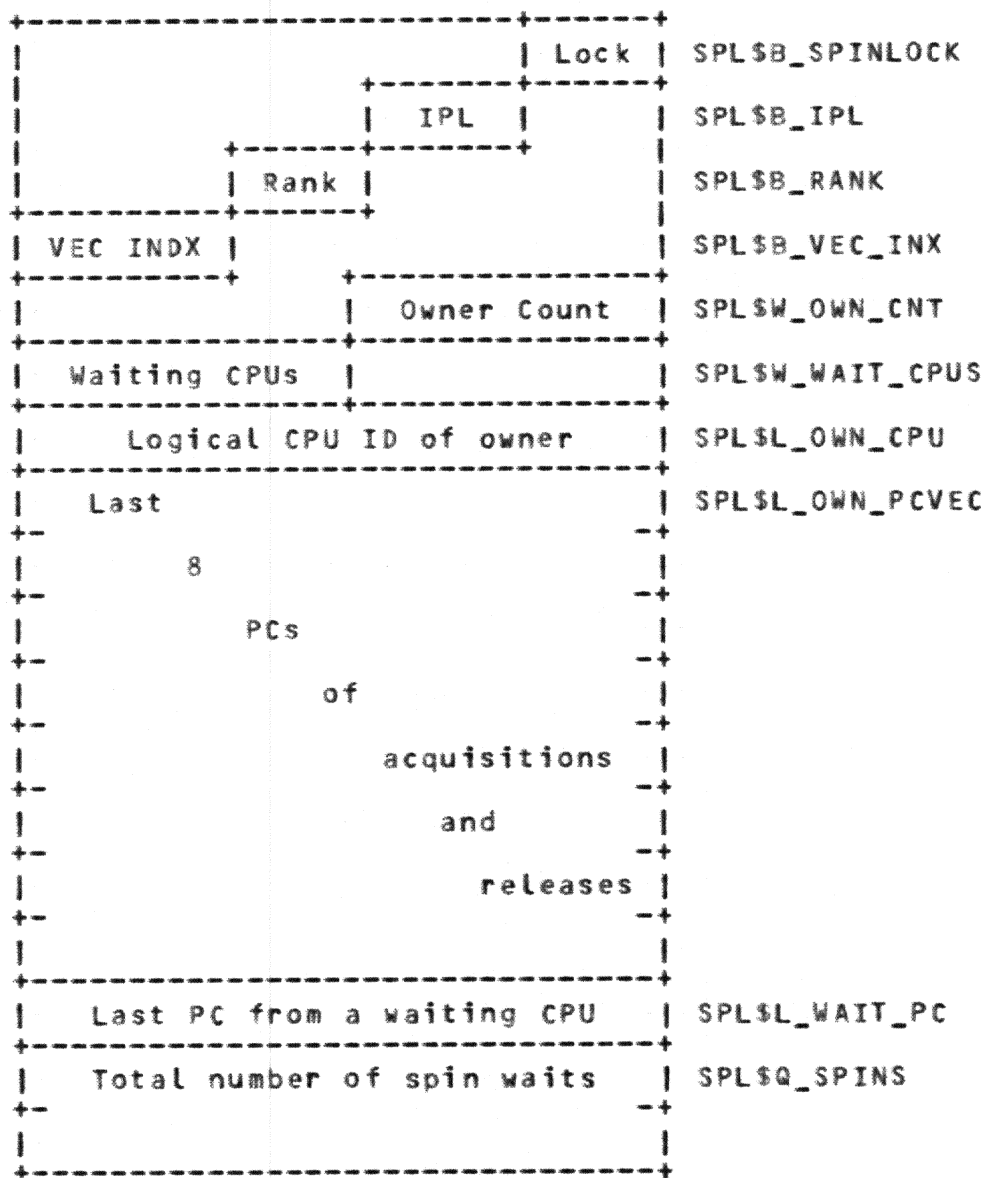 Lock SPL$B_SPINLOCK
IPL SPL$B_IPL
Rank SPL$B_RANK
VEC INDX SPL$B_VEC_INX
Owner Count SPL$W_OWN_CNT
Waiting CPUs SPL$W_WAIT_CPUS
Logical CPU ID of owner SPL$L_OWN_CPU
Last SPL$L_OWN_PCVEC
8
PCs
of
acquisitions
and
releases
Last PC from a waiting CPU SPL$L_WAIT_PC
Total number of spin waits SPL$Q_SPINS